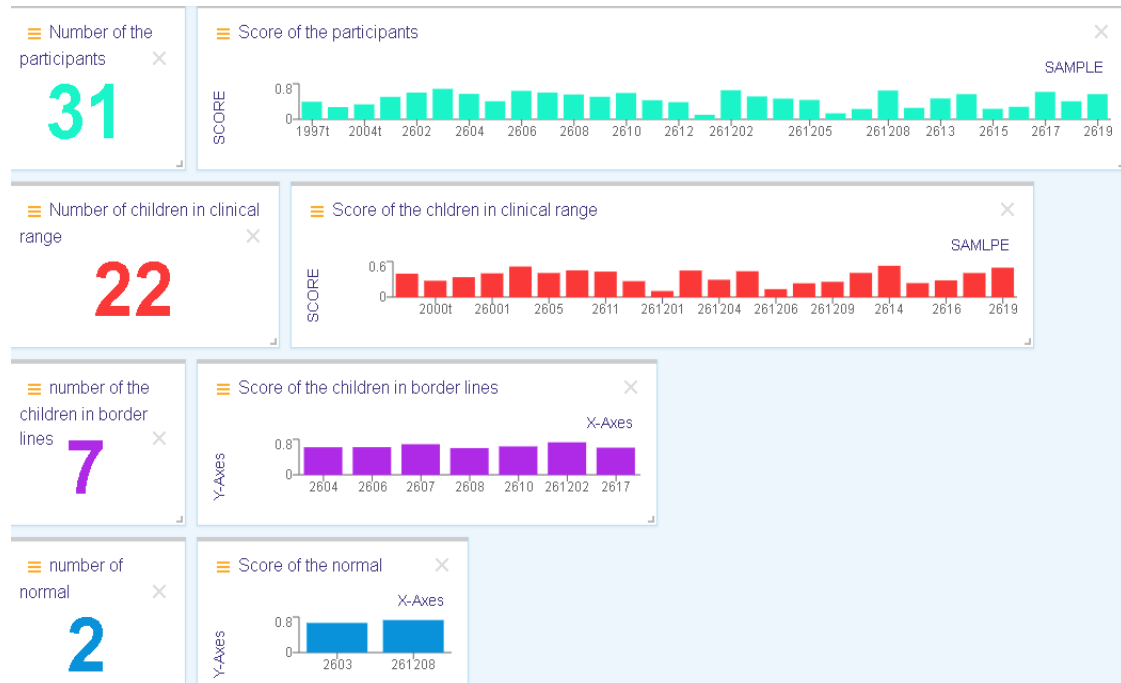 Number of the
participants
31
Score of the participants
SAMPLE
SCORE
0.8
0
1997t 2004t 2602 2604 2606 2608 2610 2612 261202 261205 261208 2613 2615 2617 2619
Number of children in clinical
range
22
Score of the chldren in clinical range
SAMLPE
SCORE
0.6
0
2000t 26001 2605 2611 261201 261204 261206 261209 2614 2616 2619
number of the
children in border
lines
7
Score of the children in border lines
X-Axes
Y-Axes
0.8
0
2604 2606 2607 2608 2610 261202 2617
number of
normal
2
Score of the normal
X-Axes
Y-Axes
0.8
0
2603 261208